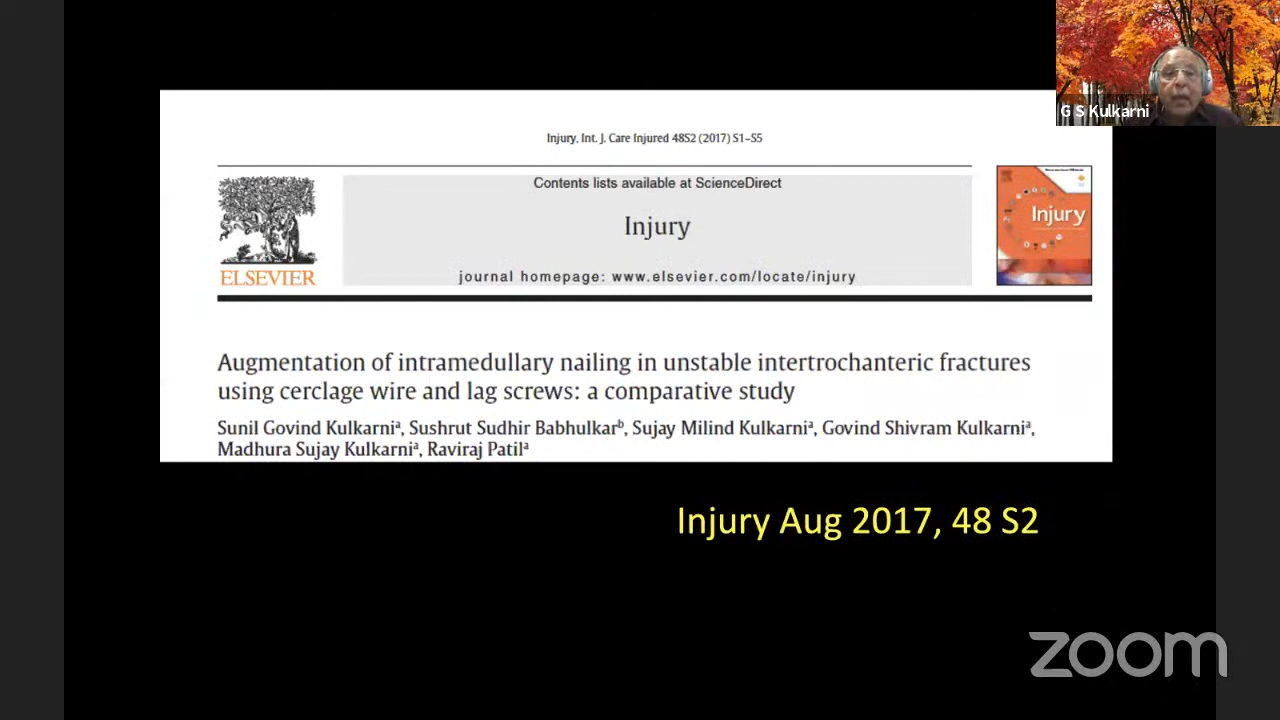 G S Kulkarni
Injury, Int. J. Care Injured 48S2 (2017) S1–S5
Contents lists available at ScienceDirect
Injury
journal homepage: www.elsevier.com/locate/injury
ELSEVIER
Injury
Augmentation of intramedullary nailing in unstable intertrochanteric fractures
using cerclage wire and lag screws: a comparative study
Sunil Govind Kulkarniᵃ, Sushrut Sudhir Babhulkarᵇ, Sujay Milind Kulkarniᵃ, Govind Shivram Kulkarniᵃ,
Madhura Sujay Kulkarniᵃ, Raviraj Patilᵃ
Injury Aug 2017, 48 S2
zoom